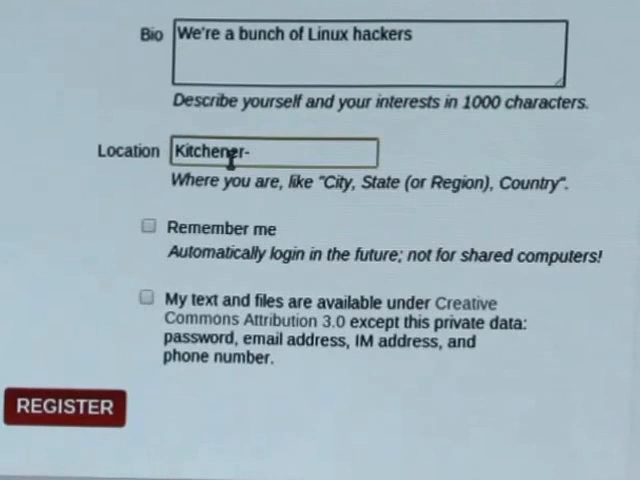 Bio We're a bunch of Linux hackers
Describe yourself and your interests in 1000 characters.
Location Kitchener-
Where you are, like "City, State (or Region), Country".
Remember me
Automatically login in the future; not for shared computers!
My text and files are available under Creative
Commons Attribution 3.0 except this private data:
password, email address, IM address, and
phone number.
REGISTER